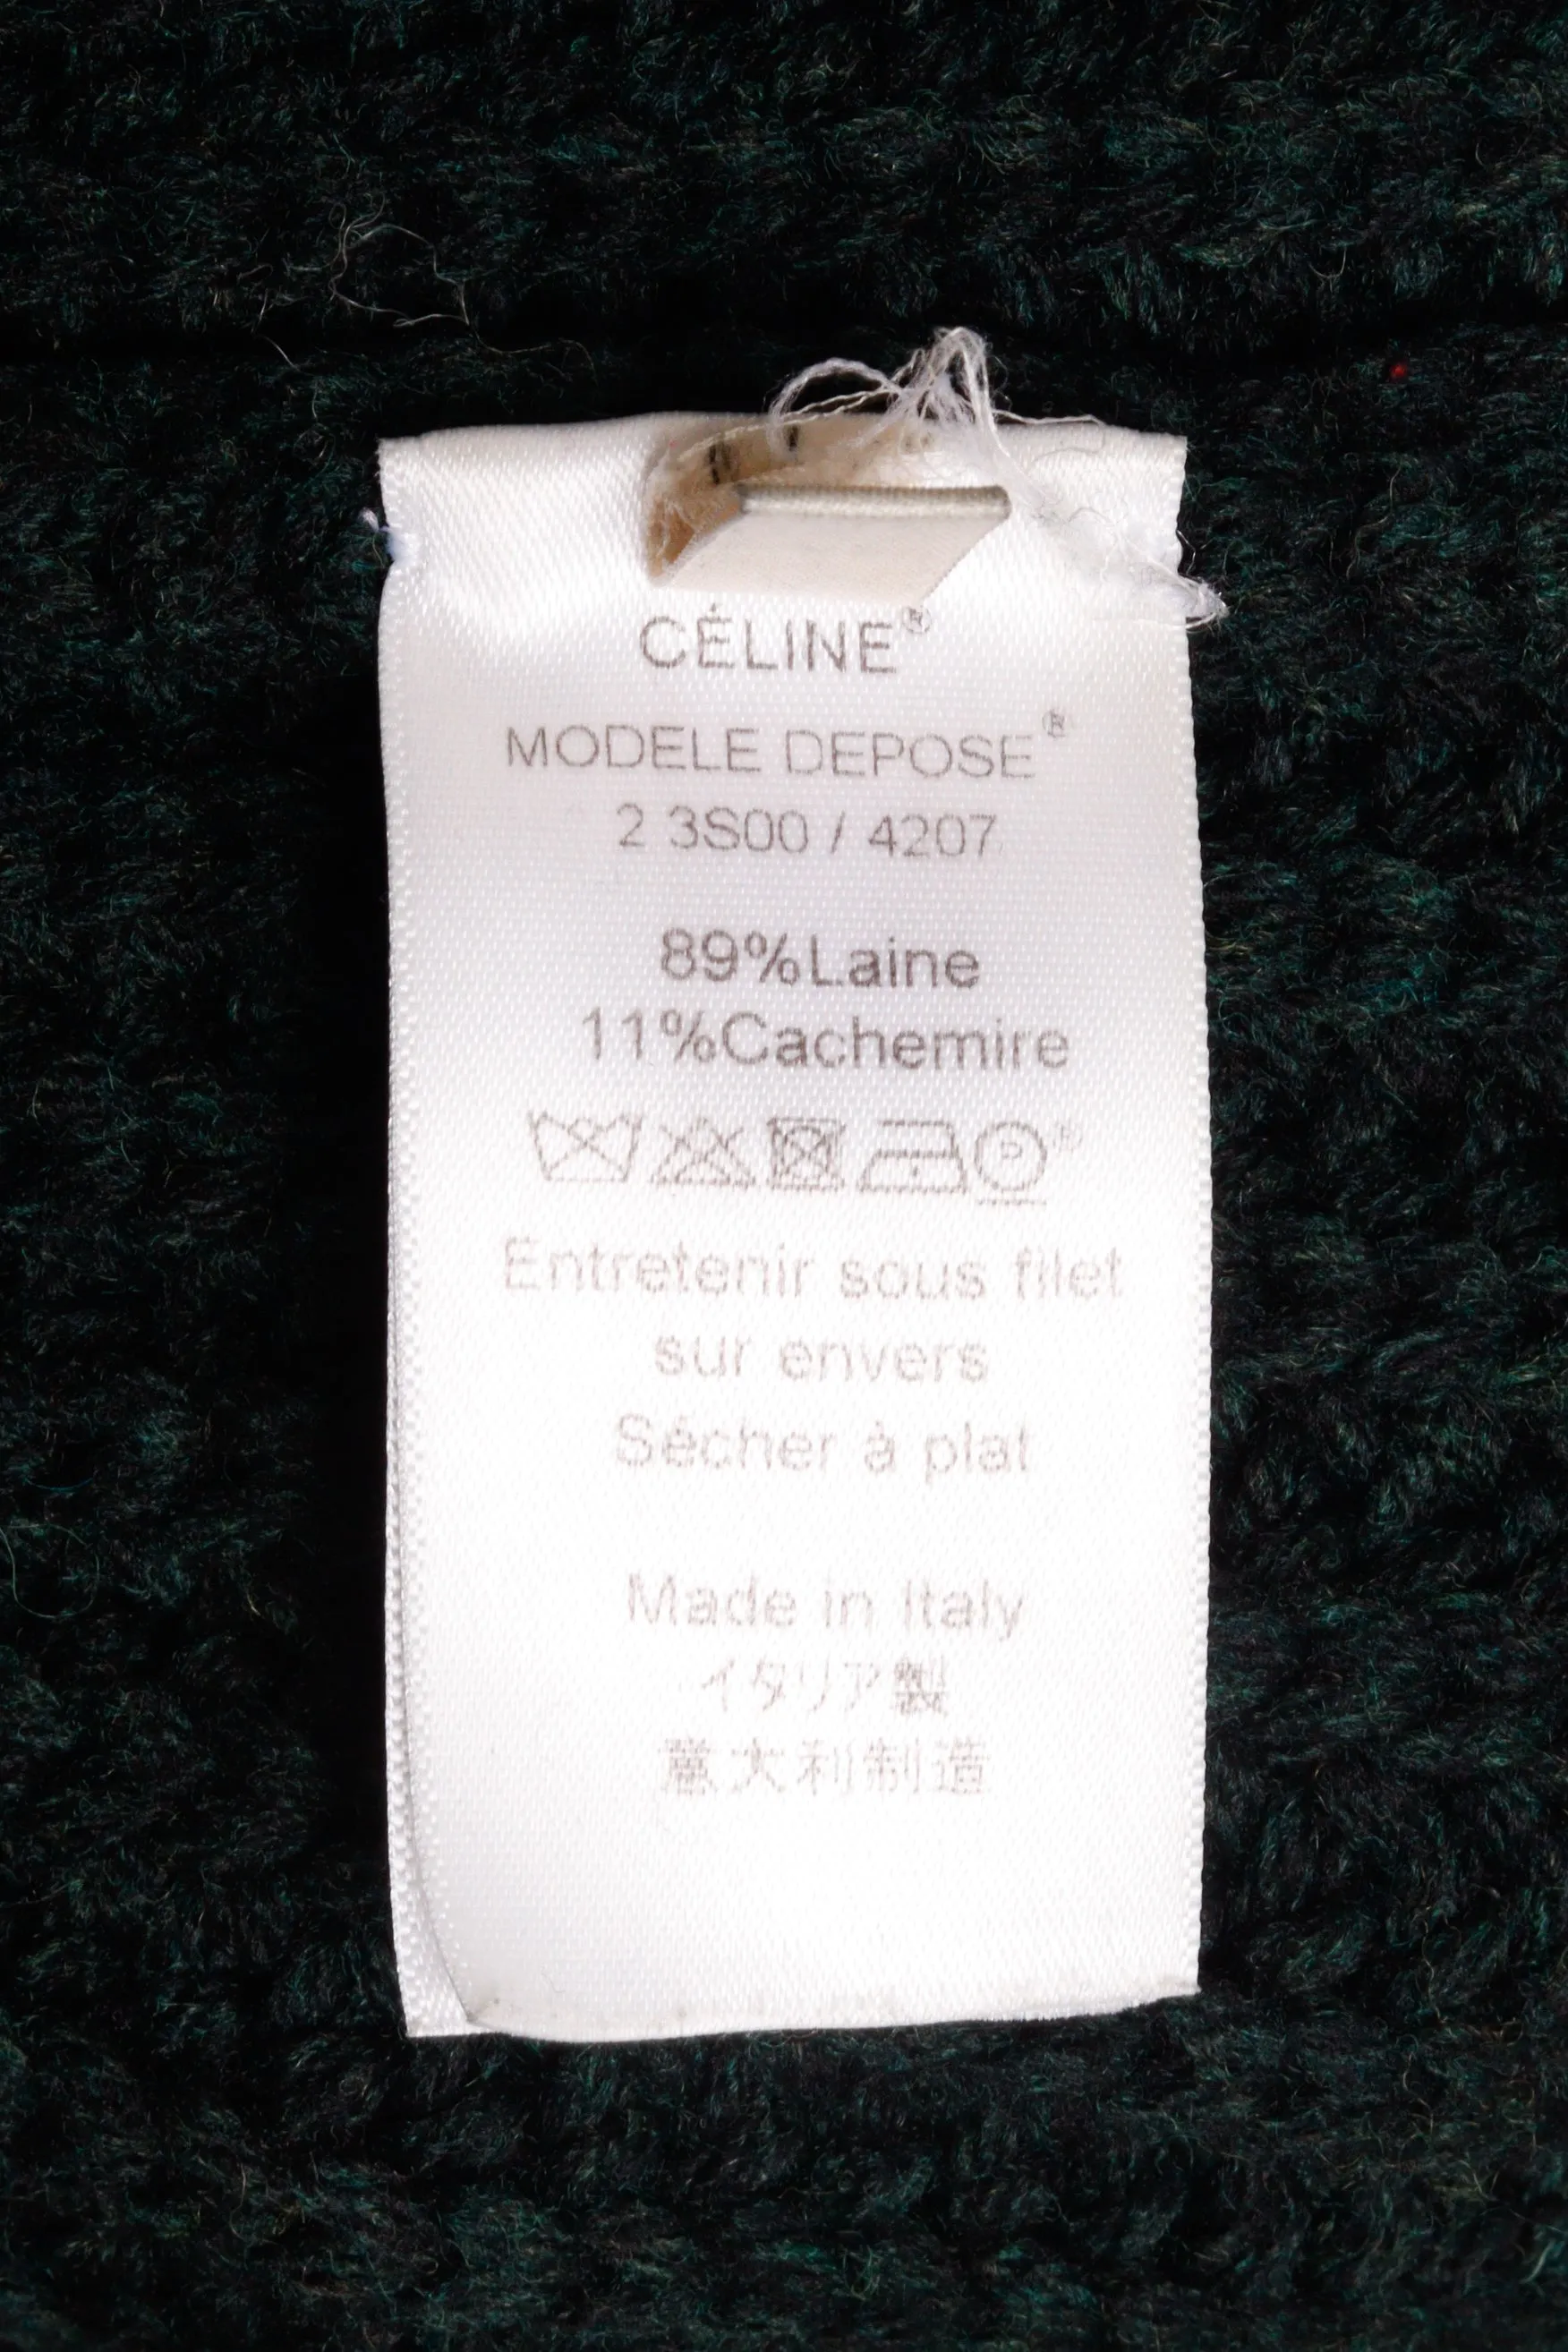 CÉLINE®
MODELE DEPOSE®
2 3S00 / 4207
89%Laine
11%Cachemire
P
Entretenir sous filet
sur envers
Sécher à plat
Made in Italy
イタリア製
意大利制造